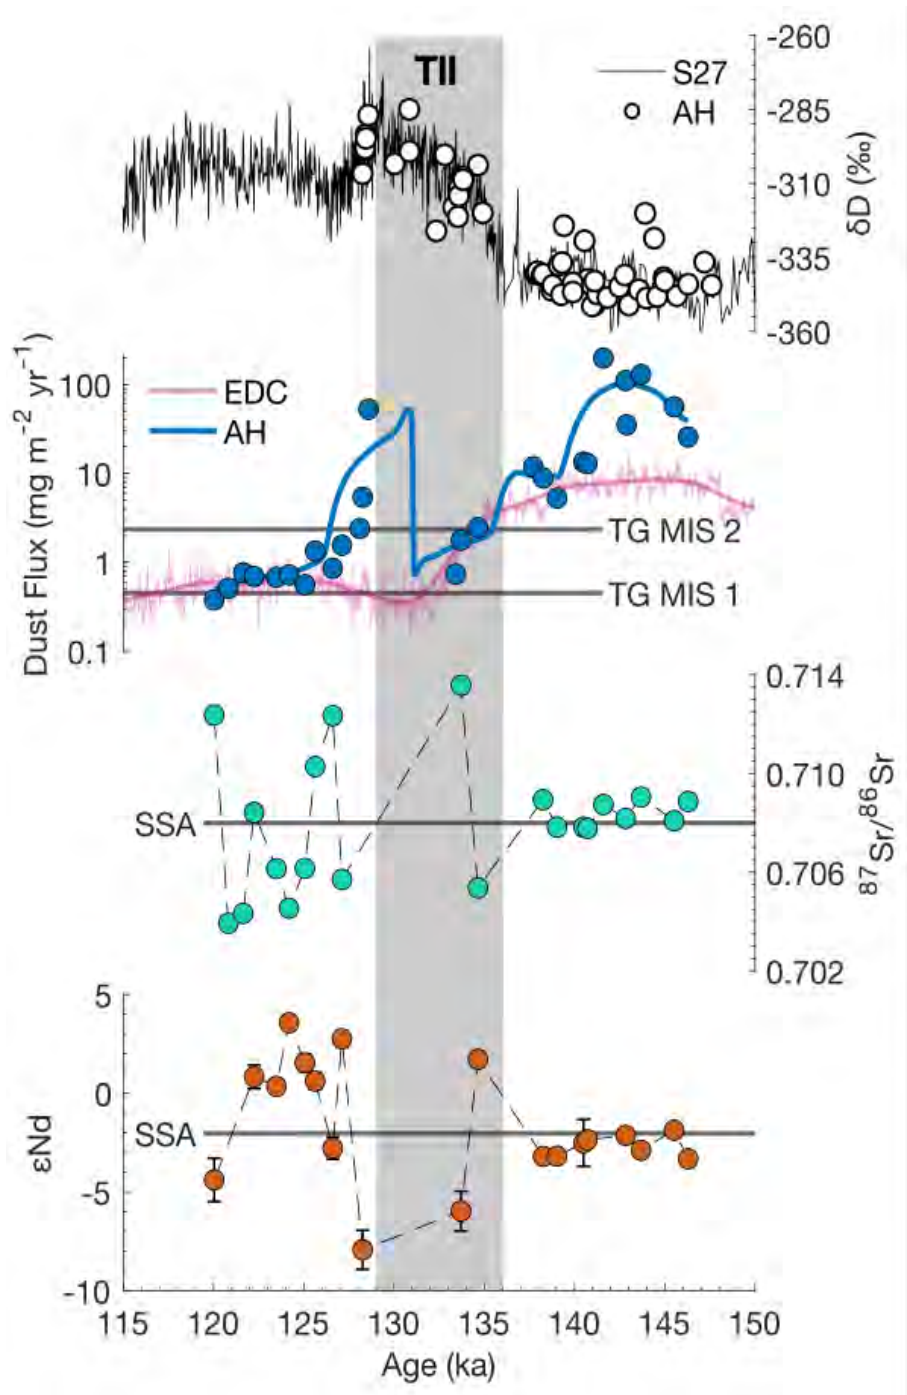 TII
S27
AH
-260
-285
-310
-335
-360
δD (‰)
EDC
AH
100
10
1
0.1
Dust Flux (mg m⁻² yr⁻¹)
TG MIS 2
TG MIS 1
SSA
0.714
0.710
0.706
0.702
⁸⁷Sr/⁸⁶Sr
5
0
-5
-10
εNd
SSA
115 120 125 130 135 140 145 150
Age (ka)